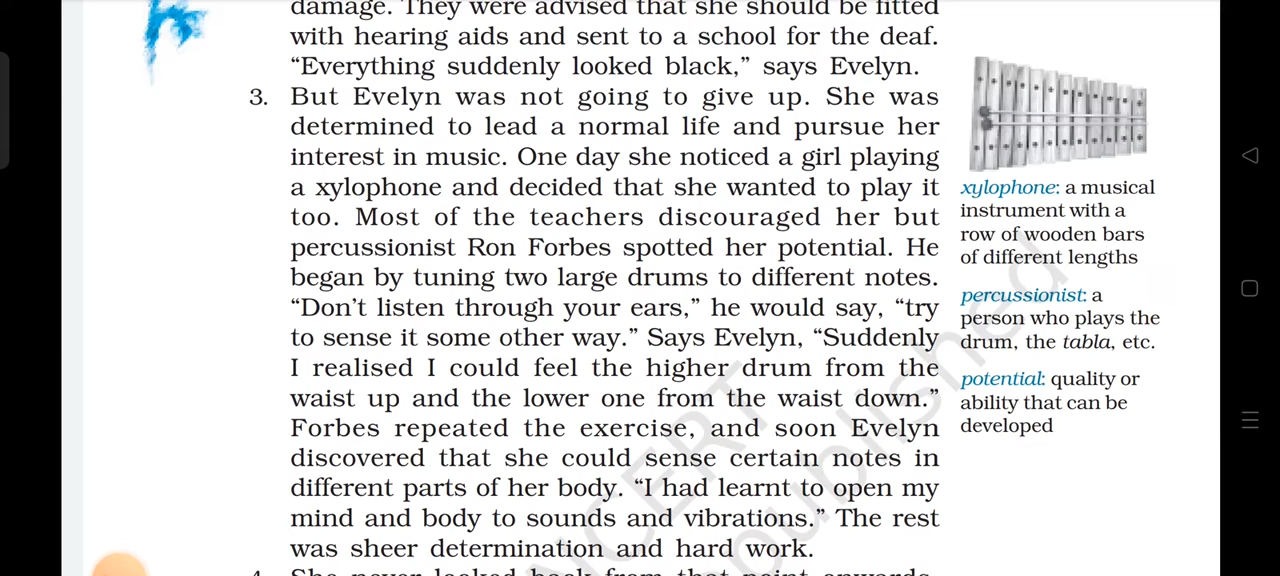 damage. They were advised that she should be fitted
with hearing aids and sent to a school for the deaf.
“Everything suddenly looked black,” says Evelyn.
3. But Evelyn was not going to give up. She was
determined to lead a normal life and pursue her
interest in music. One day she noticed a girl playing
a xylophone and decided that she wanted to play it
too. Most of the teachers discouraged her but
percussionist Ron Forbes spotted her potential. He
began by tuning two large drums to different notes.
“Don’t listen through your ears,” he would say, “try
to sense it some other way.” Says Evelyn, “Suddenly
I realised I could feel the higher drum from the
waist up and the lower one from the waist down.”
Forbes repeated the exercise, and soon Evelyn
discovered that she could sense certain notes in
different parts of her body. “I had learnt to open my
mind and body to sounds and vibrations.” The rest
was sheer determination and hard work.
4. She never looked back from that point onwards.
xylophone: a musical
instrument with a
row of wooden bars
of different lengths
percussionist: a
person who plays the
drum, the tabla, etc.
potential: quality or
ability that can be
developed
NCERT